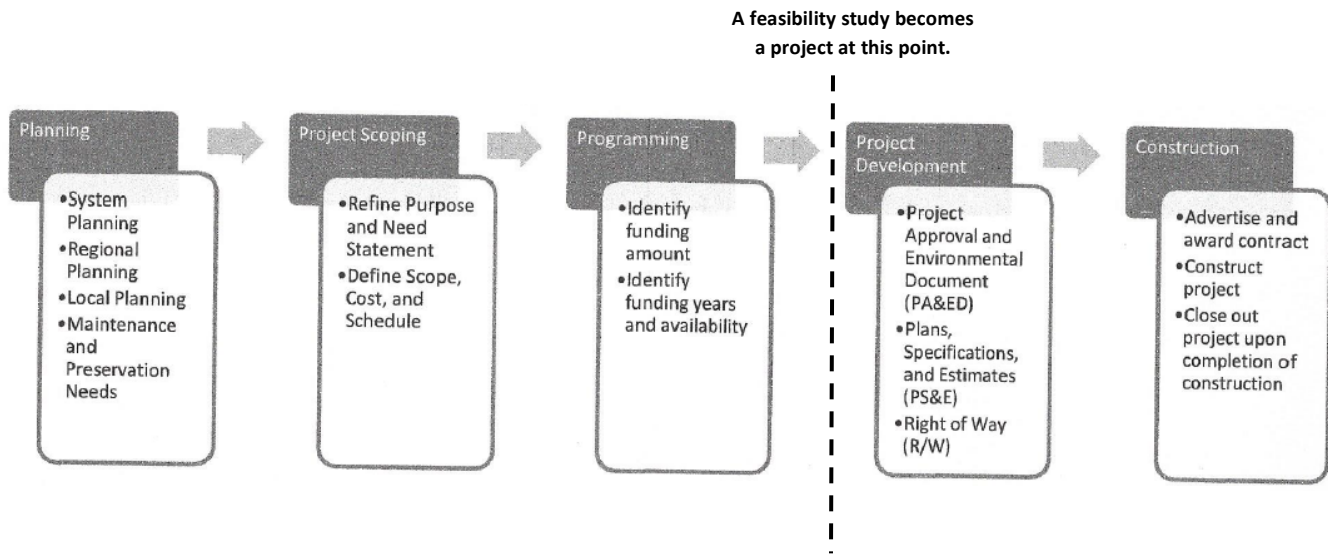 A feasibility study becomes
a project at this point.
Planning
•System
Planning
•Regional
Planning
•Local Planning
•Maintenance
and
Preservation
Needs
Project Scoping
•Refine Purpose
and Need
Statement
•Define Scope,
Cost, and
Schedule
Programming
•Identify
funding
amount
•Identify
funding years
and availability
Project
Development
•Project
Approval and
Environmental
Document
(PA&ED)
•Plans,
Specifications,
and Estimates
(PS&E)
•Right of Way
(R/W)
Construction
•Advertise and
award contract
•Construct
project
•Close out
project upon
completion of
construction